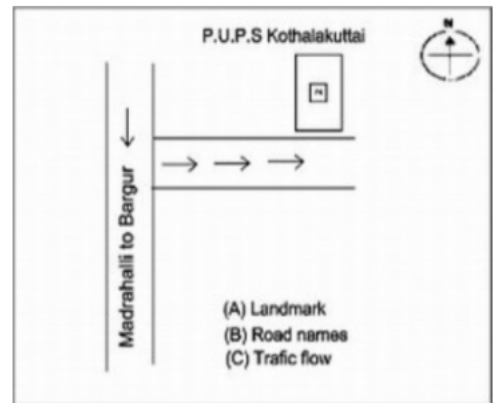 N
P.U.P.S Kothalakuttai
Madrahalli to Bargur
(A) Landmark
(B) Road names
(C) Trafic flow